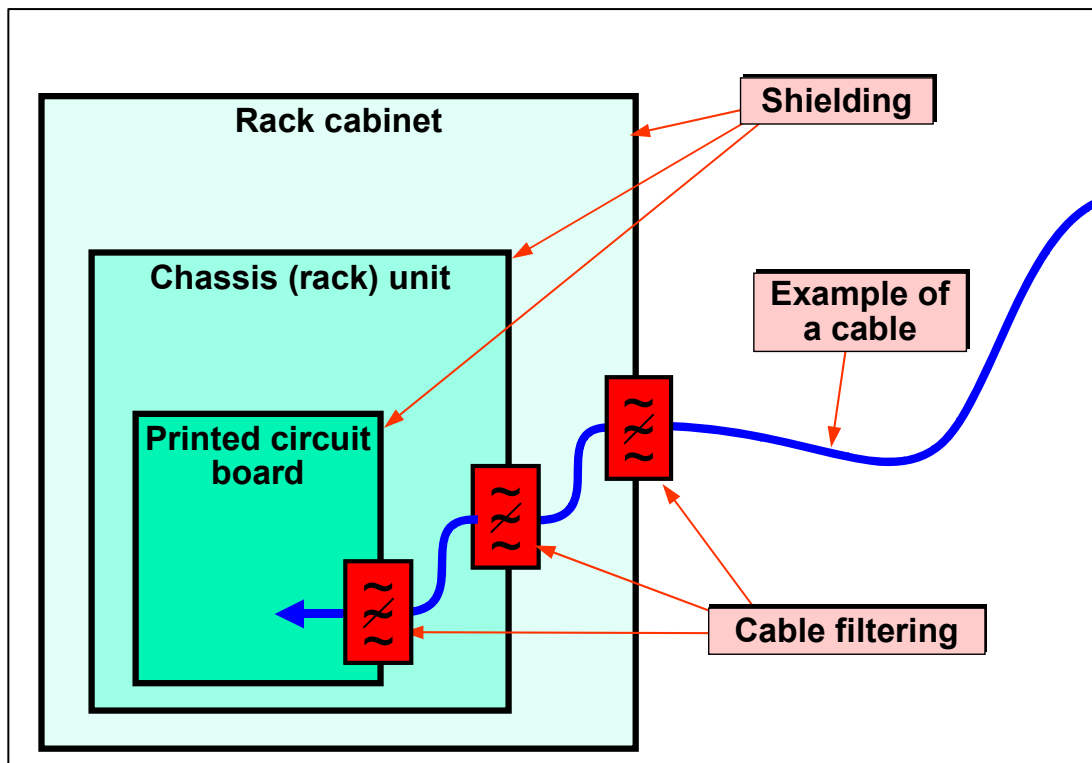 Shielding
Rack cabinet
Chassis (rack) unit
Example of
a cable
Printed circuit
board
Cable filtering